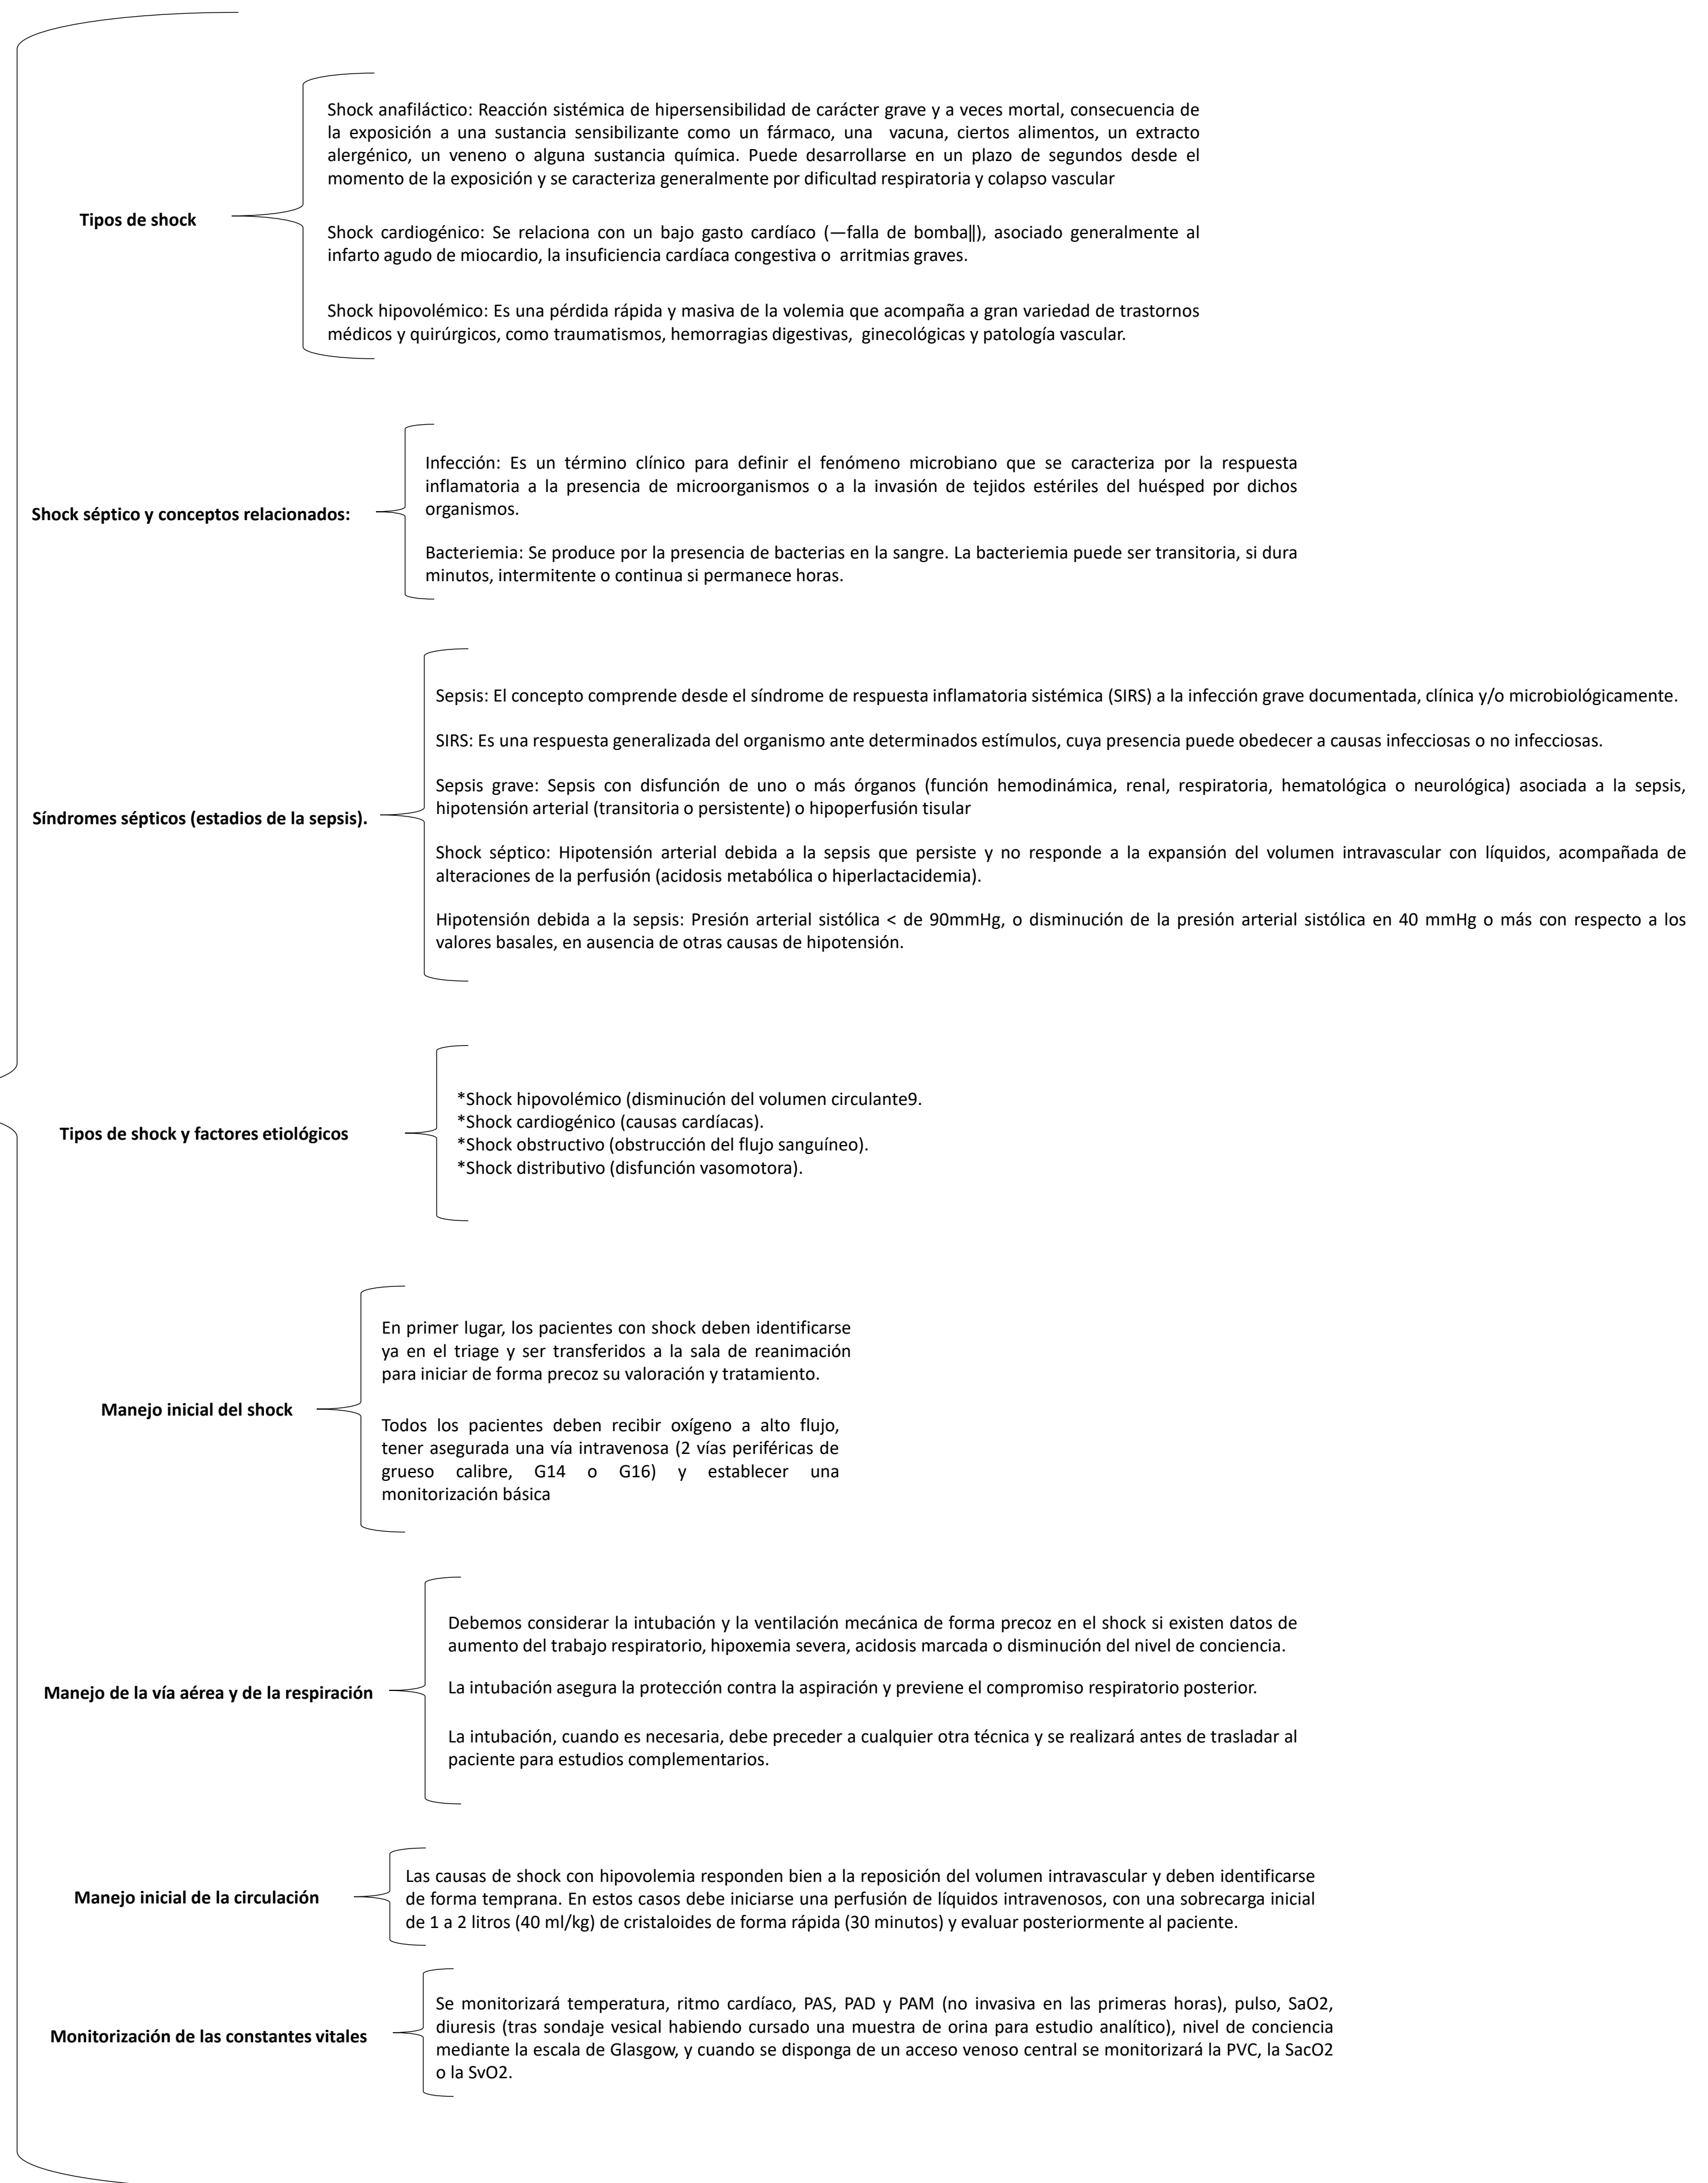 Shock anafiláctico: Reacción sistémica de hipersensibilidad de carácter grave y a veces mortal, consecuencia de
la exposición a una sustancia sensibilizante como un fármaco, una vacuna, ciertos alimentos, un extracto
alergénico, un veneno o alguna sustancia química. Puede desarrollarse en un plazo de segundos desde el
momento de la exposición y se caracteriza generalmente por dificultad respiratoria y colapso vascular
Tipos de shock
Shock cardiogénico: Se relaciona con un bajo gasto cardíaco (―falla de bomba‖), asociado generalmente al
infarto agudo de miocardio, la insuficiencia cardíaca congestiva o arritmias graves.
Shock hipovolémico: Es una pérdida rápida y masiva de la volemia que acompaña a gran variedad de trastornos
médicos y quirúrgicos, como traumatismos, hemorragias digestivas, ginecológicas y patología vascular.
Infección: Es un término clínico para definir el fenómeno microbiano que se caracteriza por la respuesta
inflamatoria a la presencia de microorganismos o a la invasión de tejidos estériles del huésped por dichos
organismos.
Shock séptico y conceptos relacionados:
Bacteriemia: Se produce por la presencia de bacterias en la sangre. La bacteriemia puede ser transitoria, si dura
minutos, intermitente o continua si permanece horas.
Sepsis: El concepto comprende desde el síndrome de respuesta inflamatoria sistémica (SIRS) a la infección grave documentada, clínica y/o microbiológicamente.
SIRS: Es una respuesta generalizada del organismo ante determinados estímulos, cuya presencia puede obedecer a causas infecciosas o no infecciosas.
Sepsis grave: Sepsis con disfunción de uno o más órganos (función hemodinámica, renal, respiratoria, hematológica o neurológica) asociada a la sepsis,
hipotensión arterial (transitoria o persistente) o hipoperfusión tisular
Síndromes sépticos (estadios de la sepsis).
Shock séptico: Hipotensión arterial debida a la sepsis que persiste y no responde a la expansión del volumen intravascular con líquidos, acompañada de
alteraciones de la perfusión (acidosis metabólica o hiperlactacidemia).
Hipotensión debida a la sepsis: Presión arterial sistólica < de 90mmHg, o disminución de la presión arterial sistólica en 40 mmHg o más con respecto a los
valores basales, en ausencia de otras causas de hipotensión.
Tipos de shock y factores etiológicos
*Shock hipovolémico (disminución del volumen circulante9.
*Shock cardiogénico (causas cardíacas).
*Shock obstructivo (obstrucción del flujo sanguíneo).
*Shock distributivo (disfunción vasomotora).
En primer lugar, los pacientes con shock deben identificarse
ya en el triage y ser transferidos a la sala de reanimación
para iniciar de forma precoz su valoración y tratamiento.
Manejo inicial del shock
Todos los pacientes deben recibir oxígeno a alto flujo,
tener asegurada una vía intravenosa (2 vías periféricas de
grueso calibre, G14 o G16) y establecer una
monitorización básica
Debemos considerar la intubación y la ventilación mecánica de forma precoz en el shock si existen datos de
aumento del trabajo respiratorio, hipoxemia severa, acidosis marcada o disminución del nivel de conciencia.
Manejo de la vía aérea y de la respiración
La intubación asegura la protección contra la aspiración y previene el compromiso respiratorio posterior.
La intubación, cuando es necesaria, debe preceder a cualquier otra técnica y se realizará antes de trasladar al
paciente para estudios complementarios.
Manejo inicial de la circulación
Las causas de shock con hipovolemia responden bien a la reposición del volumen intravascular y deben identificarse
de forma temprana. En estos casos debe iniciarse una perfusión de líquidos intravenosos, con una sobrecarga inicial
de 1 a 2 litros (40 ml/kg) de cristaloides de forma rápida (30 minutos) y evaluar posteriormente al paciente.
Monitorización de las constantes vitales
Se monitorizará temperatura, ritmo cardíaco, PAS, PAD y PAM (no invasiva en las primeras horas), pulso, SaO2,
diuresis (tras sondaje vesical habiendo cursado una muestra de orina para estudio analítico), nivel de conciencia
mediante la escala de Glasgow, y cuando se disponga de un acceso venoso central se monitorizará la PVC, la SacO2
o la SvO2.